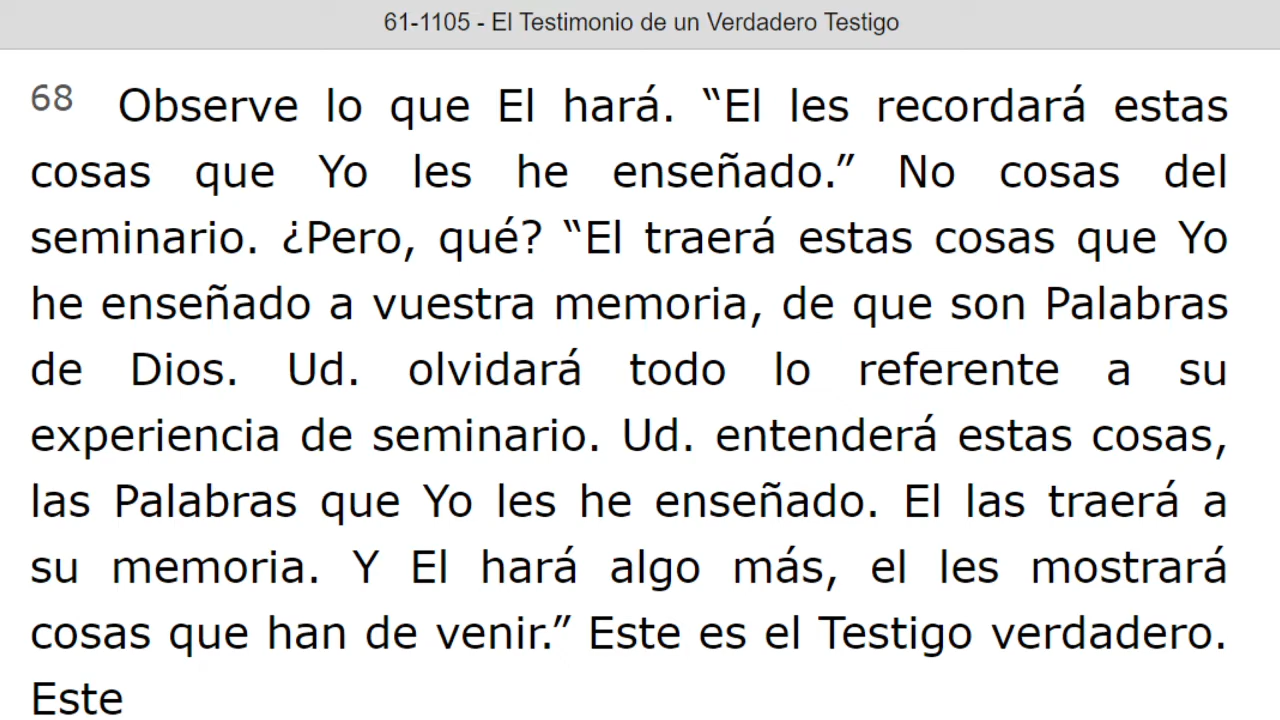 61-1105 - El Testimonio de un Verdadero Testigo
68 Observe lo que El hará. “El les recordará estas
cosas que Yo les he enseñado.” No cosas del
seminario. ¿Pero, qué? “El traerá estas cosas que Yo
he enseñado a vuestra memoria, de que son Palabras
de Dios. Ud. olvidará todo lo referente a su
experiencia de seminario. Ud. entenderá estas cosas,
las Palabras que Yo les he enseñado. El las traerá a
su memoria. Y El hará algo más, el les mostrará
cosas que han de venir.” Este es el Testigo verdadero.
Este